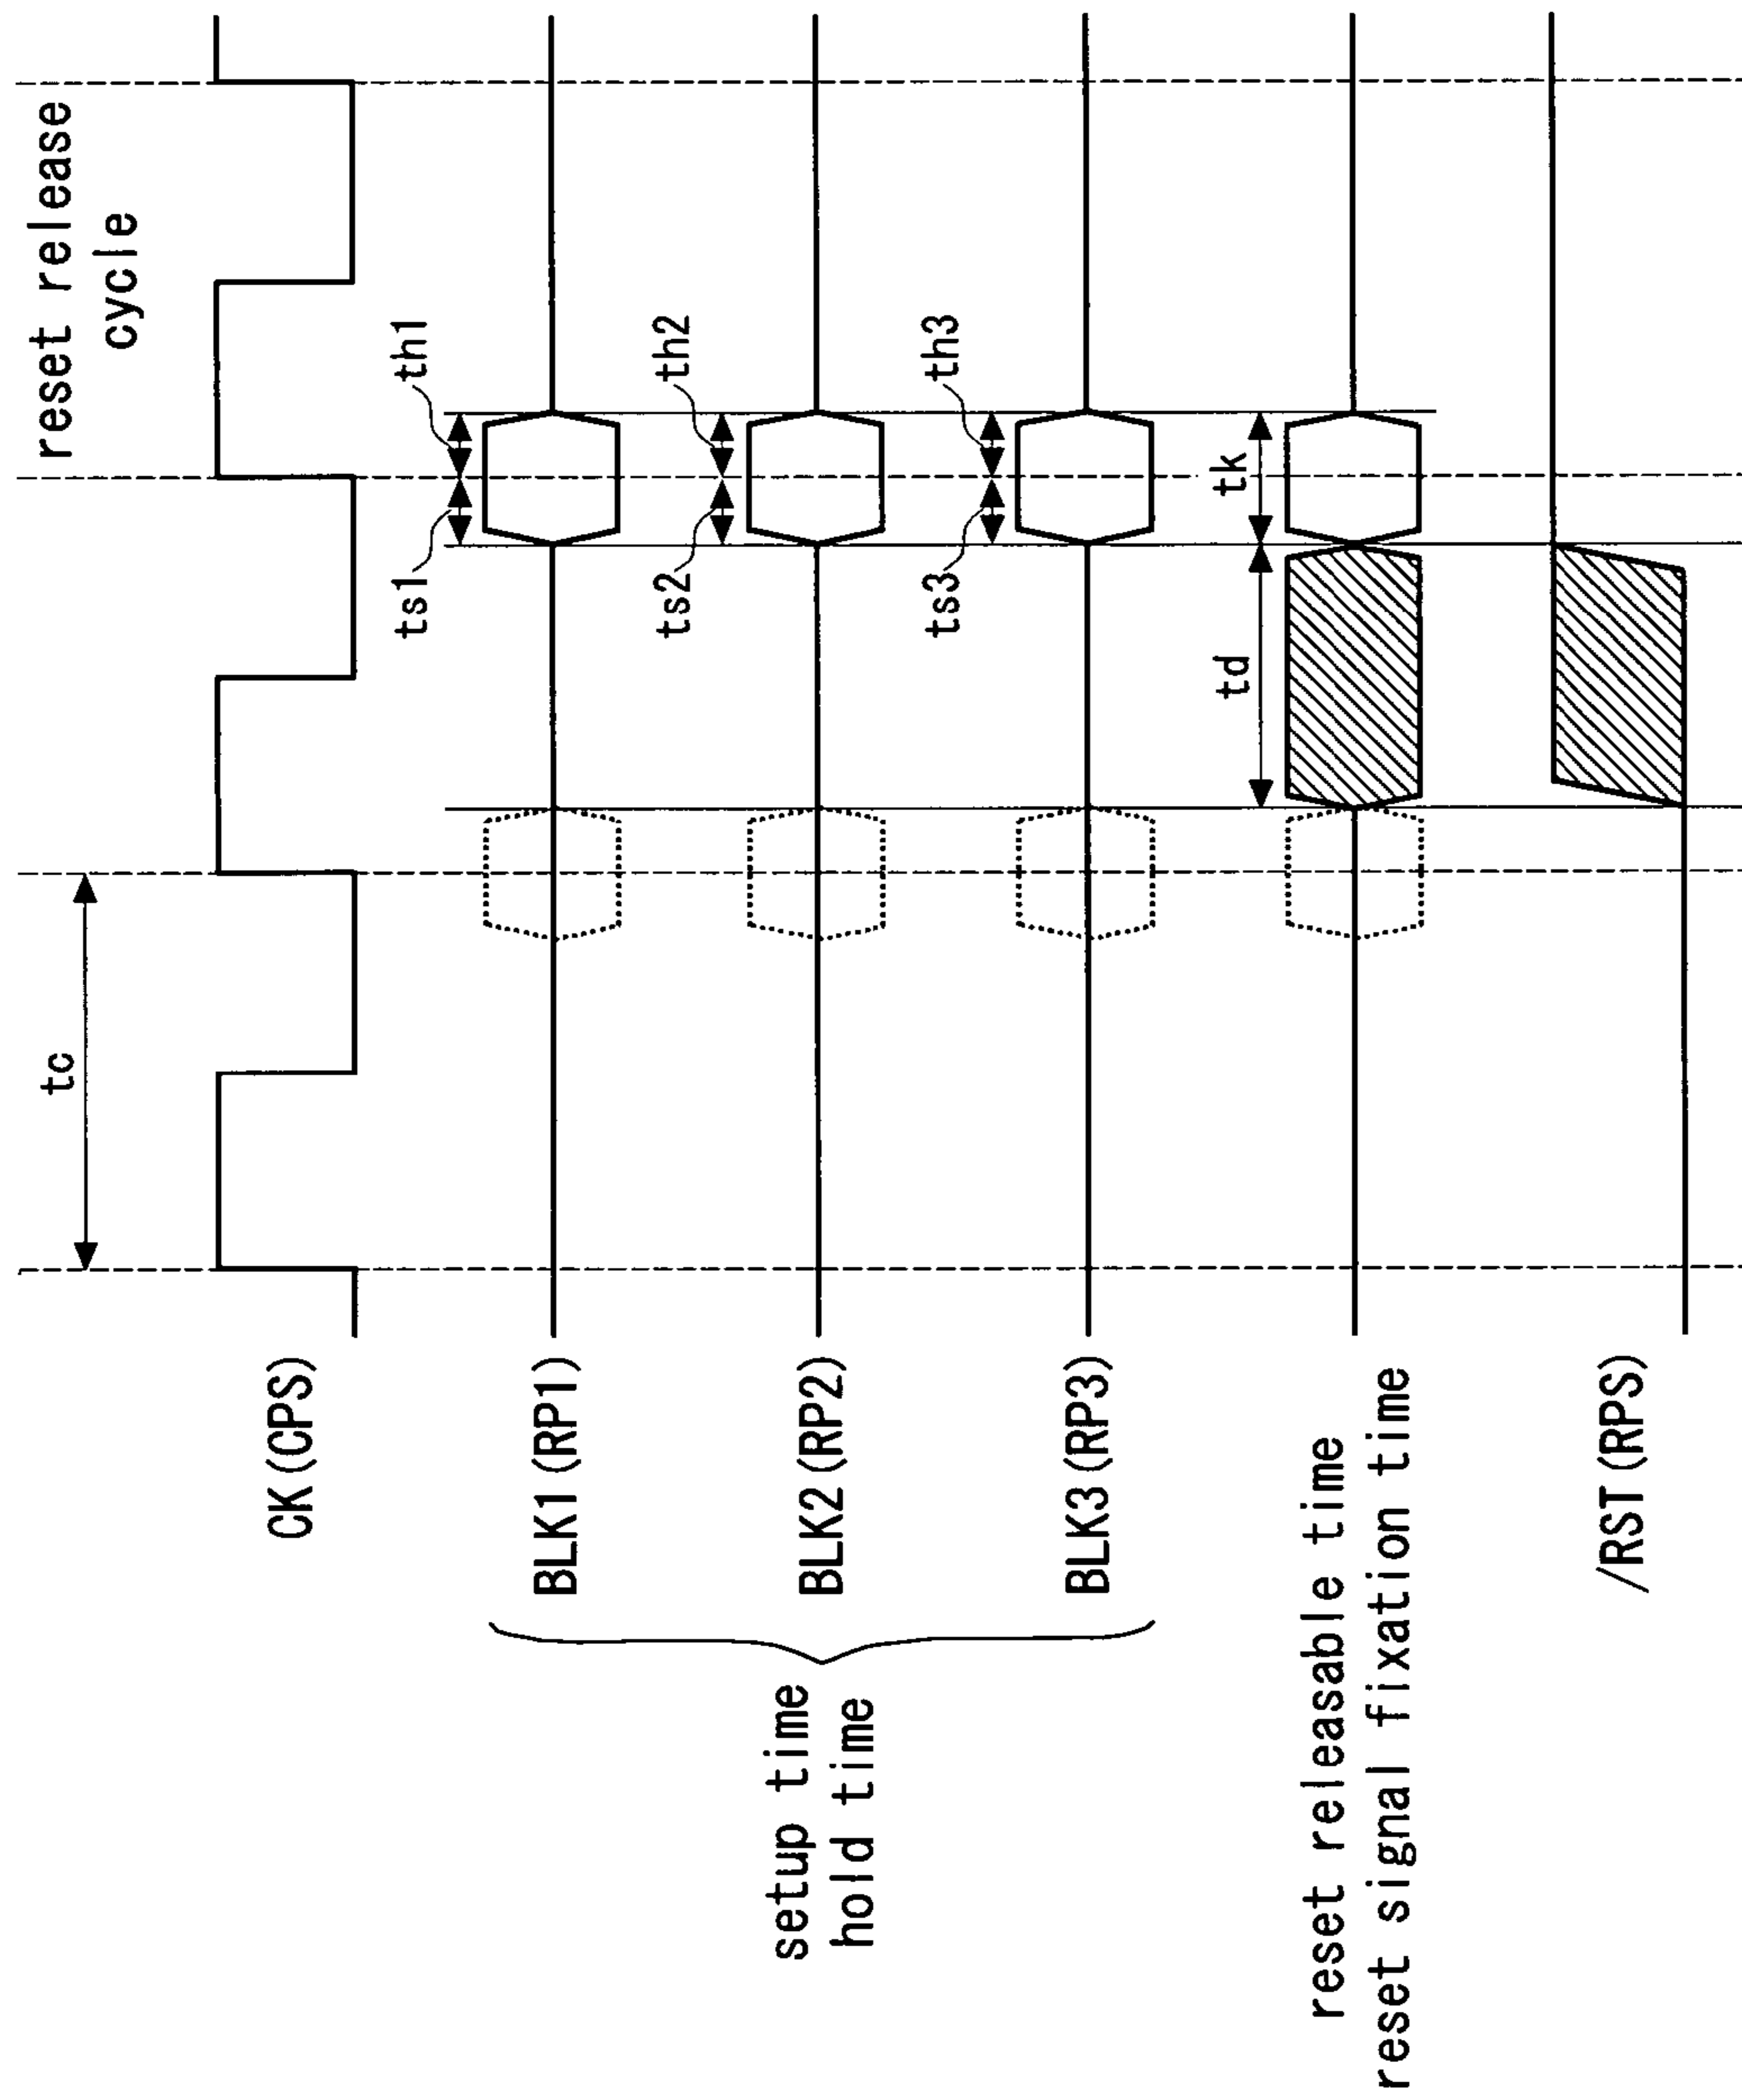 tc
reset release
cycle
CK(CPS)
ts1
th1
BLK1(RP1)
ts2
th2
setup time
hold time
BLK2(RP2)
ts3
th3
BLK3(RP3)
td
tk
reset releasable time
reset signal fixation time
/RST(RPS)